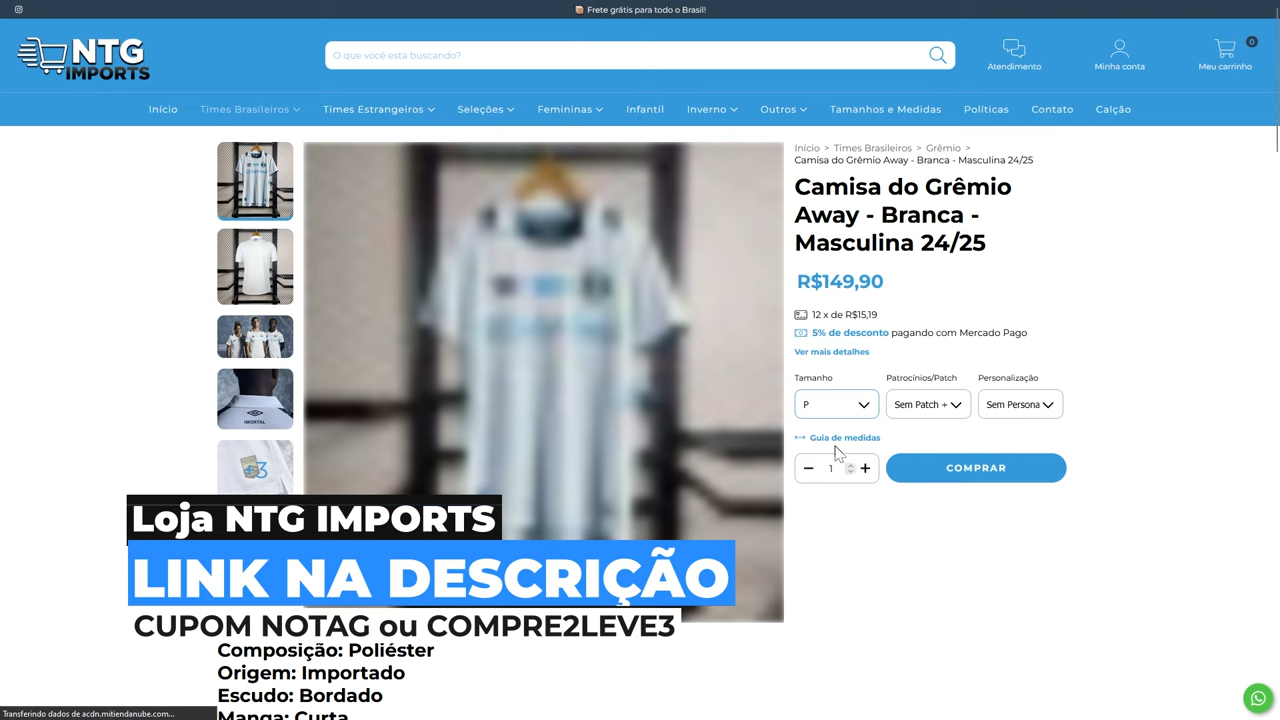 Frete grátis para todo o Brasil!
NTG
IMPORTS
O que você está buscando?
Atendimento
Minha conta
0
Meu carrinho
Início
Times Brasileiros
Times Estrangeiros
Seleções
Femininas
Infantil
Inverno
Outros
Tamanhos e Medidas
Políticas
Contato
Calção
Início > Times Brasileiros > Grêmio >
Camisa do Grêmio Away - Branca - Masculina 24/25
Camisa do Grêmio
Away - Branca -
Masculina 24/25
R$149,90
12 x de R$15,19
5% de desconto pagando com Mercado Pago
Ver mais detalhes
Tamanho
Patrocínios/Patch
Personalização
P
Sem Patch +
Sem Persona
Guia de medidas
1
COMPRAR
IMORTAL
Loja NTG IMPORTS
LINK NA DESCRIÇÃO
CUPOM NOTAG ou COMPRE2LEVE3
Composição: Poliéster
Origem: Importado
Escudo: Bordado
Manga: Curta
Transferindo dados de acdn.mitiendanube.com...